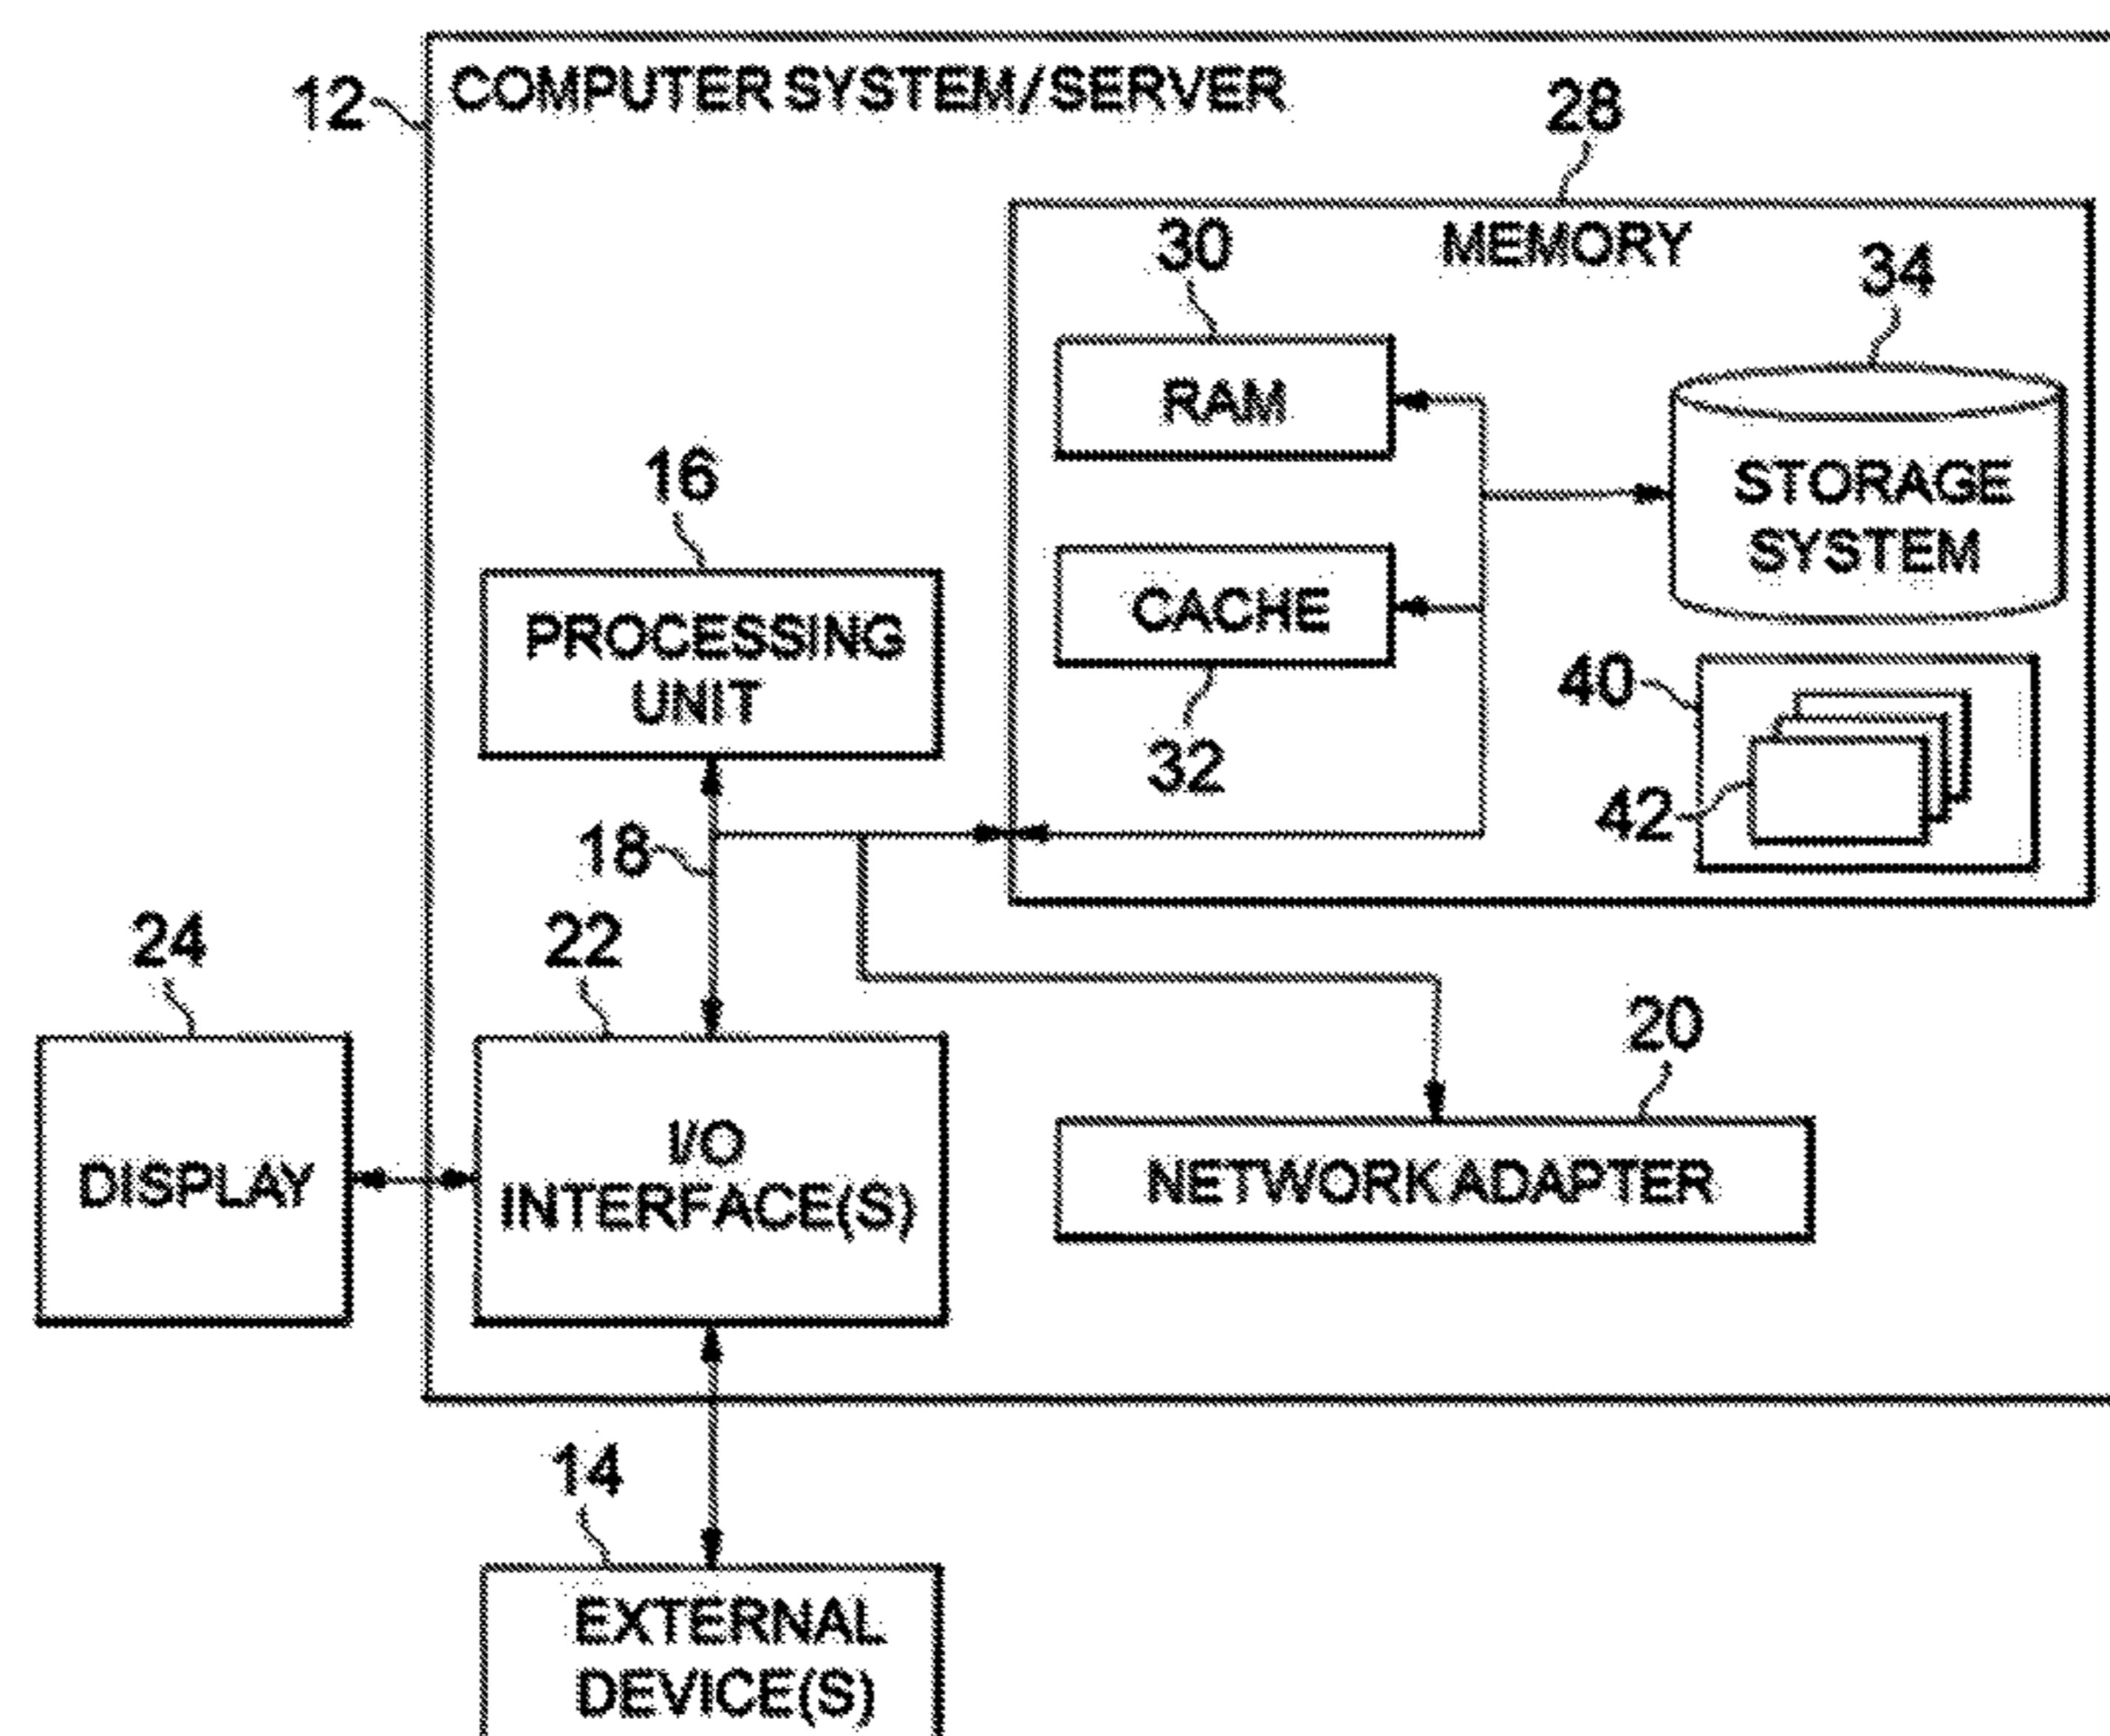 12
COMPUTER SYSTEM/SERVER
28
MEMORY
30
34
RAM
STORAGE
SYSTEM
16
PROCESSING
UNIT
CACHE
32
40
42
18
24
22
20
DISPLAY
I/O
INTERFACE(S)
NETWORK ADAPTER
14
EXTERNAL
DEVICE(S)